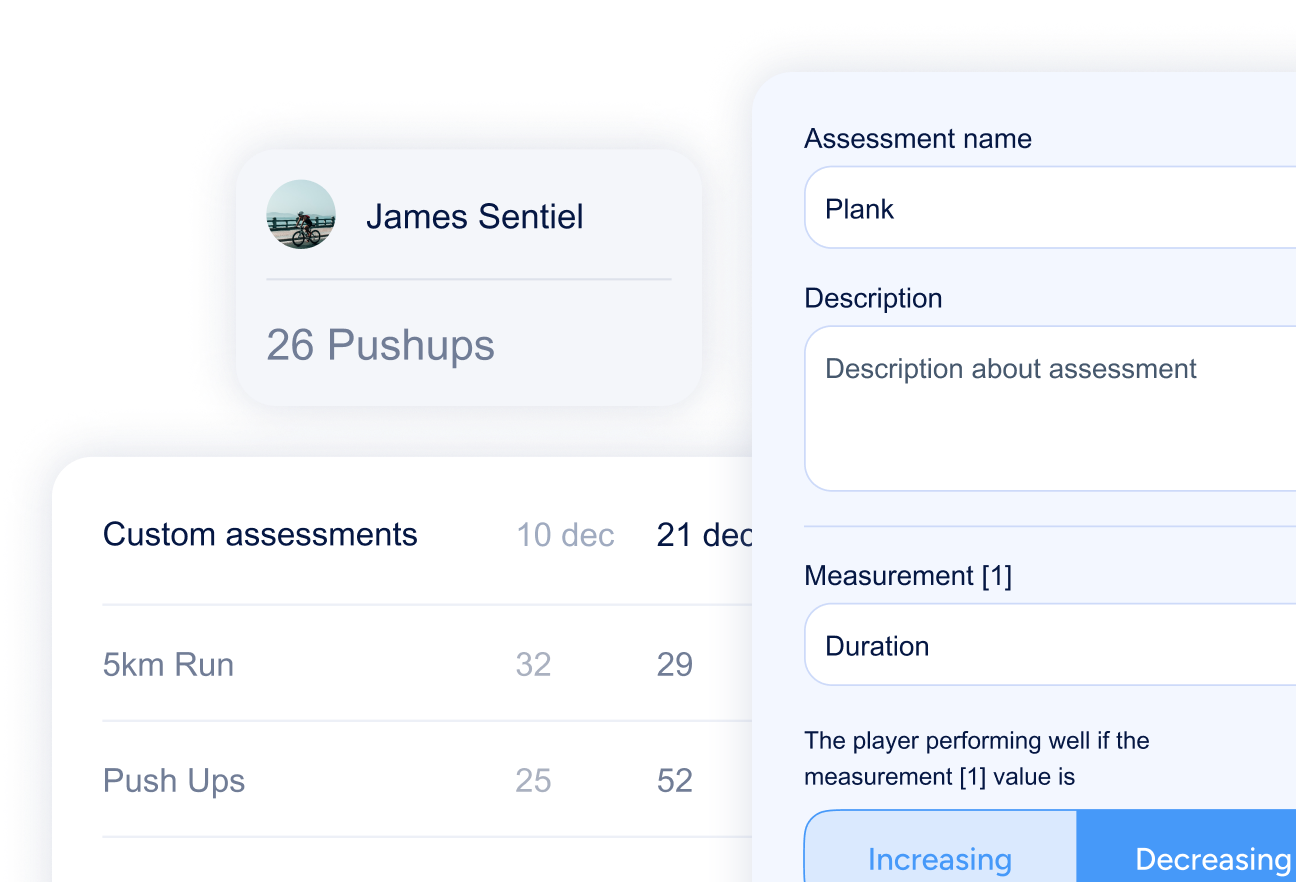 James Sentiel
26 Pushups
Custom assessments 10 dec 21 dec
5km Run 32 29
Push Ups 25 52
Assessment name
Plank
Description
Description about assessment
Measurement [1]
Duration
The player performing well if the
measurement [1] value is
Increasing Decreasing